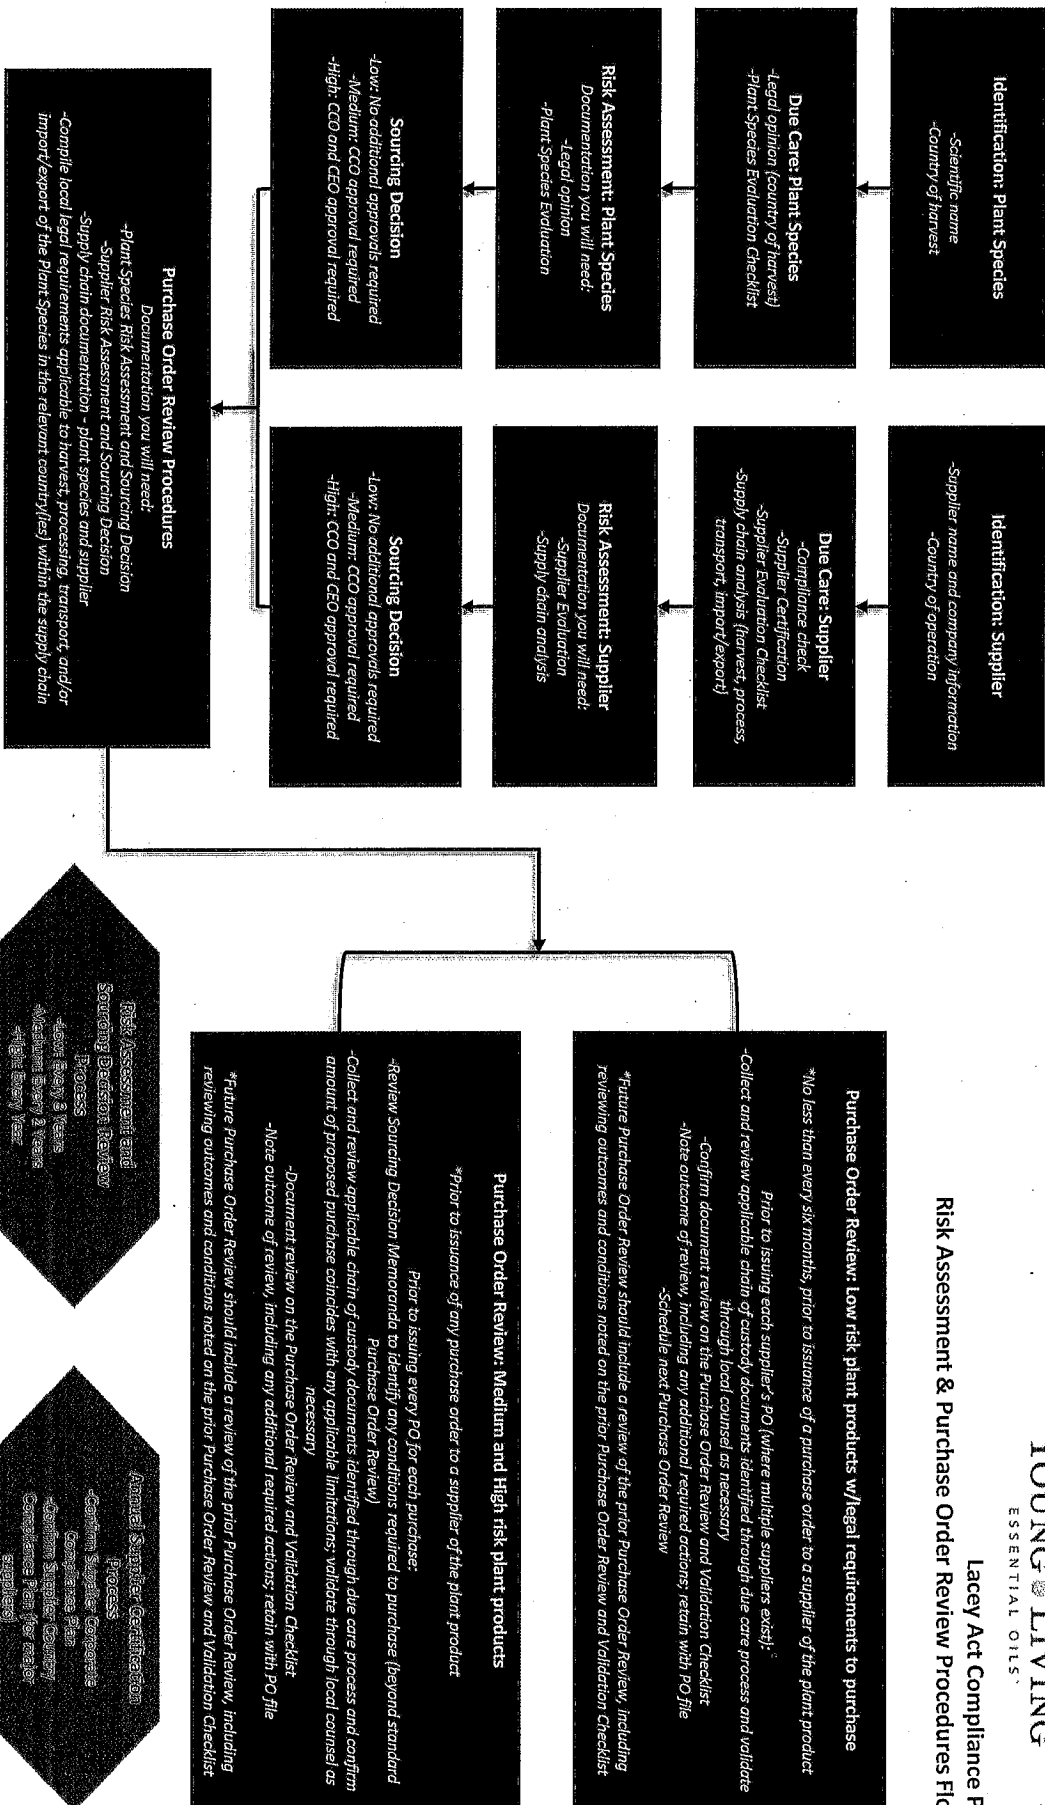 YOUNG LIVING
ESSENTIAL OILS
Lacey Act Compliance
Risk Assessment & Purchase Order Review Procedures
Identification: Plant Species
-Scientific name
-Country of harvest
Due Care: Plant Species
-Legal opinion (country of harvest)
-Plant Species Evaluation Checklist
Risk Assessment: Plant Species
Documentation you will need:
-Legal opinion
-Plant Species Evaluation
Sourcing Decision
-Low: No additional approvals required
-Medium: CCO approval required
-High: CCO and CEO approval required
Identification: Supplier
-Supplier name and company information
-Country of operation
Due Care: Supplier
-Compliance check
-Supplier Certification
-Supplier Evaluation Checklist
-Supply chain analysis (harvest, process,
transport, import/export)
Risk Assessment: Supplier
Documentation you will need:
-Supplier Evaluation
-Supply chain analysis
Sourcing Decision
-Low: No additional approvals required
-Medium: CCO approval required
-High: CCO and CEO approval required
Purchase Order Review Procedures
Documentation you will need:
-Plant Species Risk Assessment and Sourcing Decision
-Supplier Risk Assessment and Sourcing Decision
-Supply chain documentation - plant species and supplier
-Compile local legal requirements applicable to harvest, processing, transport, and/or
import/export of the Plant Species in the relevant country(ies) within the supply chain
Purchase Order Review: Low risk plant products w/legal requirements to purchase
*No less than every six months, prior to issuance of a purchase order to a supplier of the plant product
Prior to issuing each supplier's PO (where multiple suppliers exist):
-Collect and review applicable chain of custody documents identified through due care process and validate
through local counsel as necessary
-Confirm document review on the Purchase Order Review and Validation Checklist
-Note outcome of review, including any additional required actions; retain with PO file
-Schedule next Purchase Order Review
*Future Purchase Order Review should include a review of the prior Purchase Order Review, including
reviewing outcomes and conditions noted on the prior Purchase Order Review and Validation Checklist
Purchase Order Review: Medium and High risk plant products
*Prior to issuance of any purchase order to a supplier of the plant product
Prior to issuing every PO for each purchase:
-Review Sourcing Decision Memoranda to identify any conditions required to purchase (beyond standard
Purchase Order Review)
-Collect and review applicable chain of custody documents identified through due care process and confirm
amount of proposed purchase coincides with any applicable limitations; validate through local counsel as
necessary
-Document review on the Purchase Order Review and Validation Checklist
-Note outcome of review, including any additional required actions; retain with PO file
*Future Purchase Order Review should include a review of the prior Purchase Order Review, including
reviewing outcomes and conditions noted on the prior Purchase Order Review and Validation Checklist
Risk Assessment and
Sourcing Decision Review
Process
-Low: Every 3 Years
-Medium: Every 2 Years
-High: Every Year
Annual Supplier Certification
Process
-Confirm Supplier Corporate
Compliance Plan
-Confirm Supplier Country
Compliance Plan (for major
suppliers)